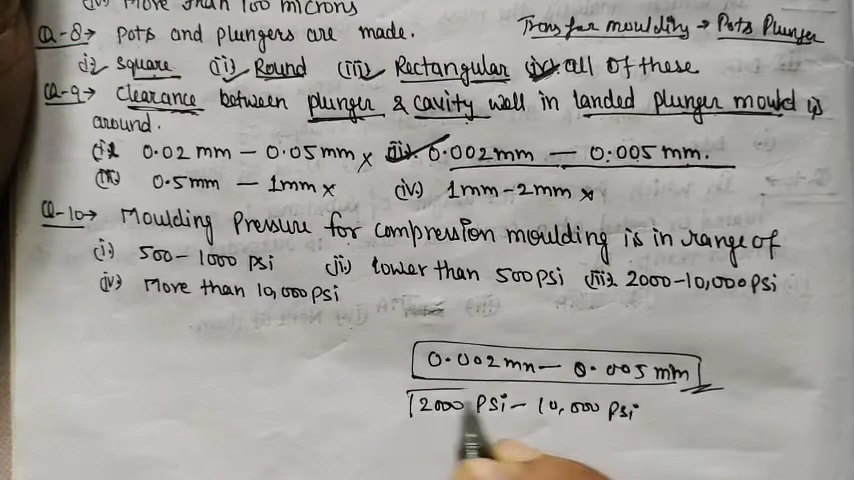 (iv) More than 100 microns
Q-8→ Pots and plungers are made. Transfer moulding → Pots Plunger
(i) Square (ii) Round (iii) Rectangular (iv) all of these
Q-9→ Clearance between plunger & cavity wall in landed plunger mould is
around.
(i) 0.02 mm - 0.05 mm x (ii) 0.002 mm - 0.005 mm.
(iii) 0.5 mm - 1 mm x (iv) 1 mm - 2 mm x
Q-10→ Moulding Pressure for compression moulding is in range of
(i) 500-1000 psi (ii) lower than 500 psi (iii) 2000-10,000 psi
(iv) More than 10,000 psi
0.002 mm - 0.005 mm
2000 psi - 10,000 psi